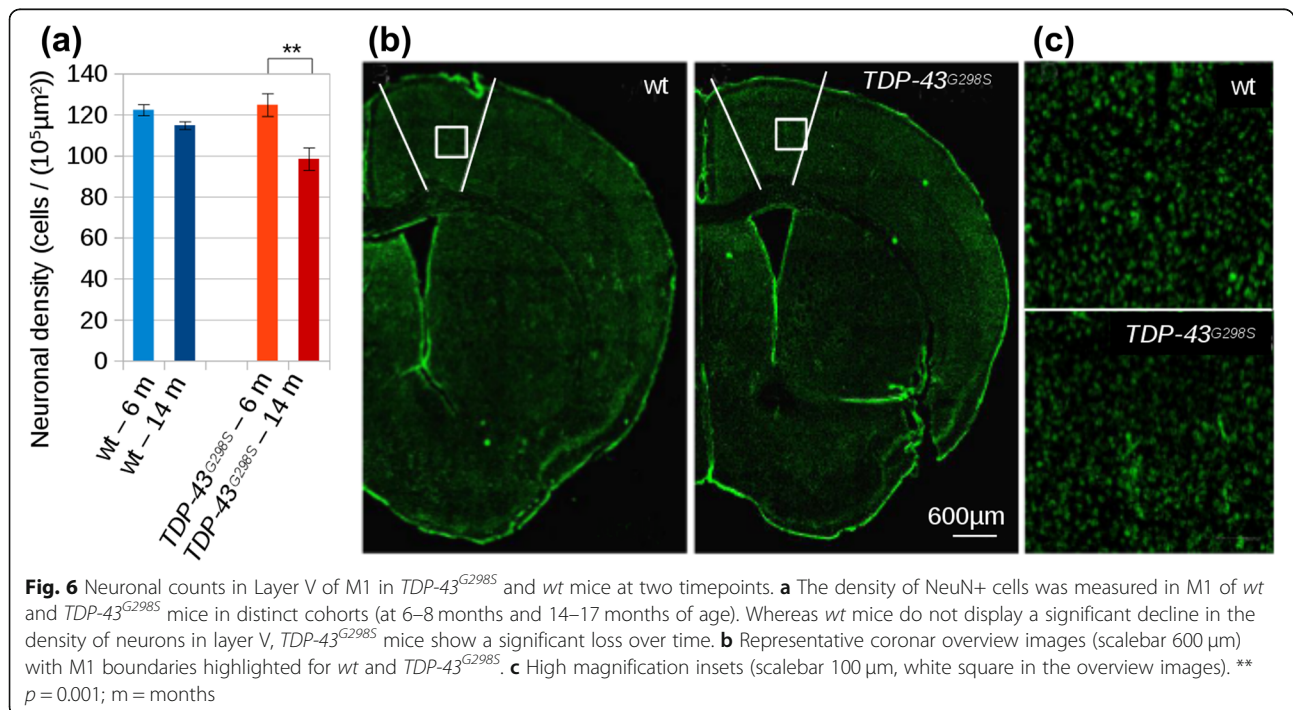 (a)
**
140
120
100
80
60
40
20
0
Neuronal density (cells / (10⁵µm²))
wt – 6 m
wt – 14 m
TDP-43ᴳ²⁹⁸ˢ – 6 m
TDP-43ᴳ²⁹⁸ˢ – 14 m
(b)
wt
TDP-43ᴳ²⁹⁸ˢ
600µm
(c)
wt
TDP-43ᴳ²⁹⁸ˢ
Fig. 6 Neuronal counts in Layer V of M1 in TDP-43ᴳ²⁹⁸ˢ and wt mice at two timepoints. a The density of NeuN+ cells was measured in M1 of wt
and TDP-43ᴳ²⁹⁸ˢ mice in distinct cohorts (at 6–8 months and 14–17 months of age). Whereas wt mice do not display a significant decline in the
density of neurons in layer V, TDP-43ᴳ²⁹⁸ˢ mice show a significant loss over time. b Representative coronar overview images (scalebar 600 µm)
with M1 boundaries highlighted for wt and TDP-43ᴳ²⁹⁸ˢ. c High magnification insets (scalebar 100 µm, white square in the overview images). **
p = 0.001; m = months